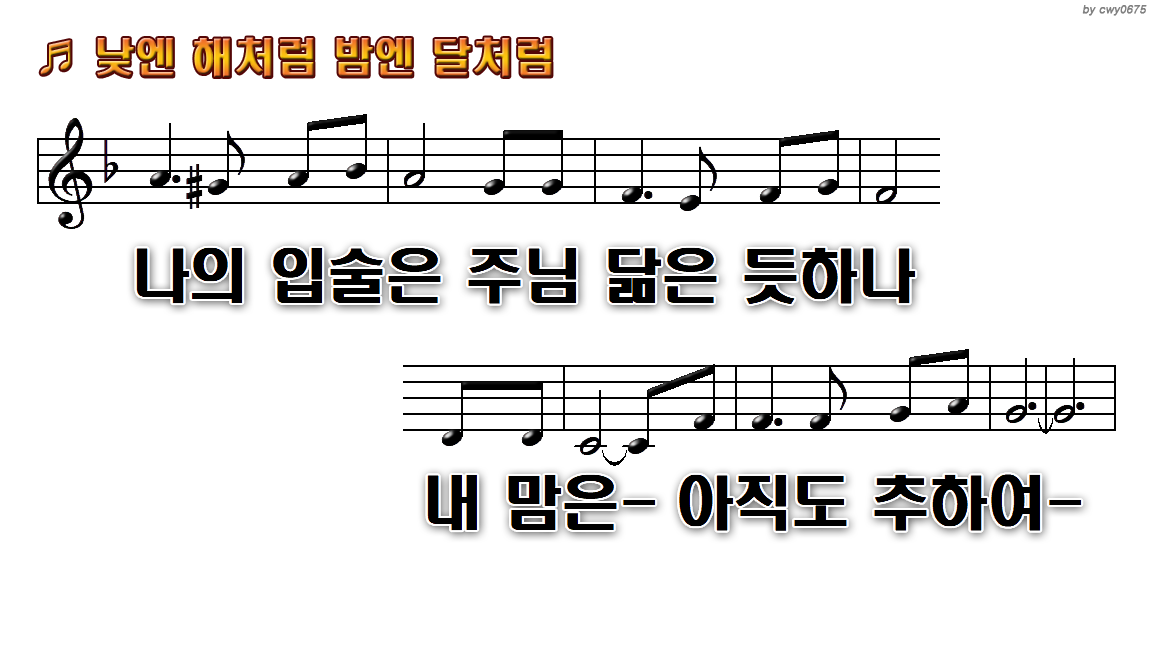 by cwy0675
♬ 낮엔 해처럼 밤엔 달처럼
나의 입술은 주님 닮은 듯하나
내 맘은- 아직도 추하여-